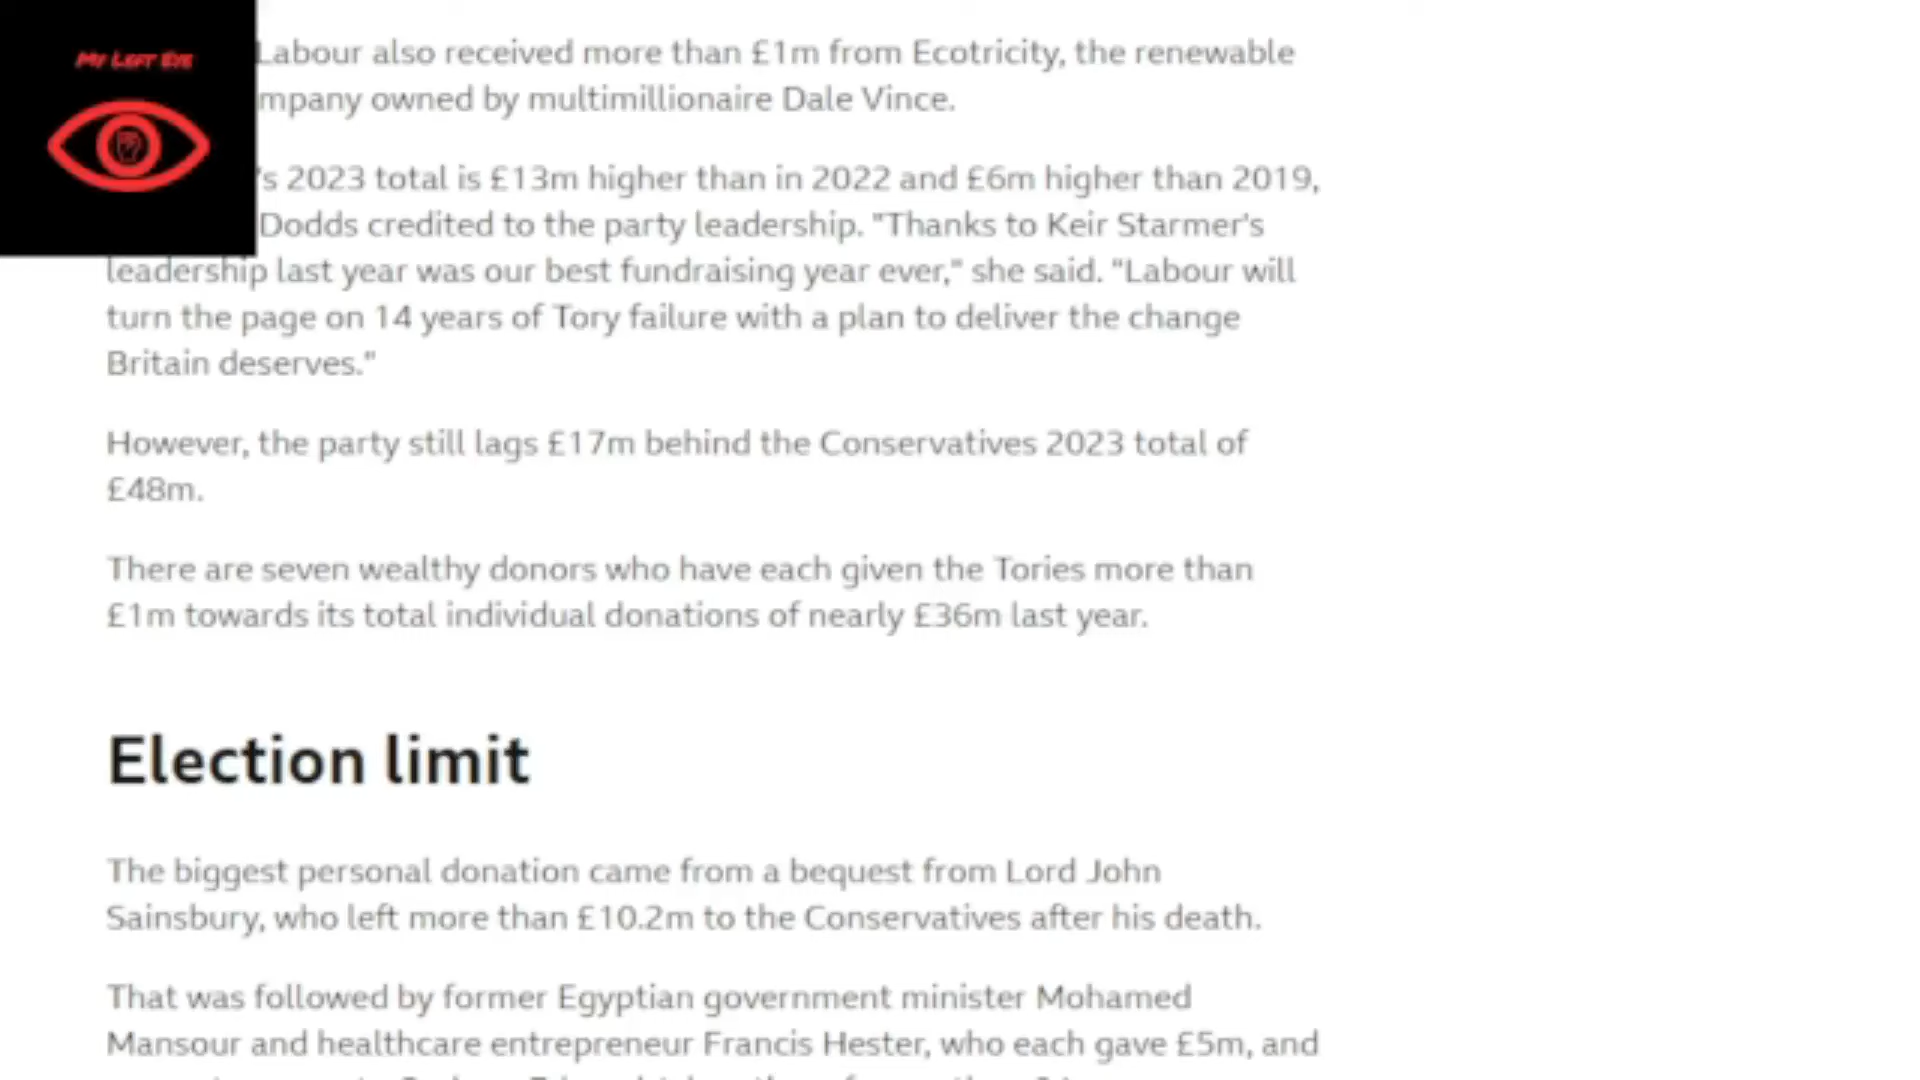 My Left Eye
Labour also received more than £1m from Ecotricity, the renewable
mpany owned by multimillionaire Dale Vince.
's 2023 total is £13m higher than in 2022 and £6m higher than 2019,
Dodds credited to the party leadership. "Thanks to Keir Starmer's
leadership last year was our best fundraising year ever," she said. "Labour will
turn the page on 14 years of Tory failure with a plan to deliver the change
Britain deserves."
However, the party still lags £17m behind the Conservatives 2023 total of
£48m.
There are seven wealthy donors who have each given the Tories more than
£1m towards its total individual donations of nearly £36m last year.
Election limit
The biggest personal donation came from a bequest from Lord John
Sainsbury, who left more than £10.2m to the Conservatives after his death.
That was followed by former Egyptian government minister Mohamed
Mansour and healthcare entrepreneur Francis Hester, who each gave £5m, and